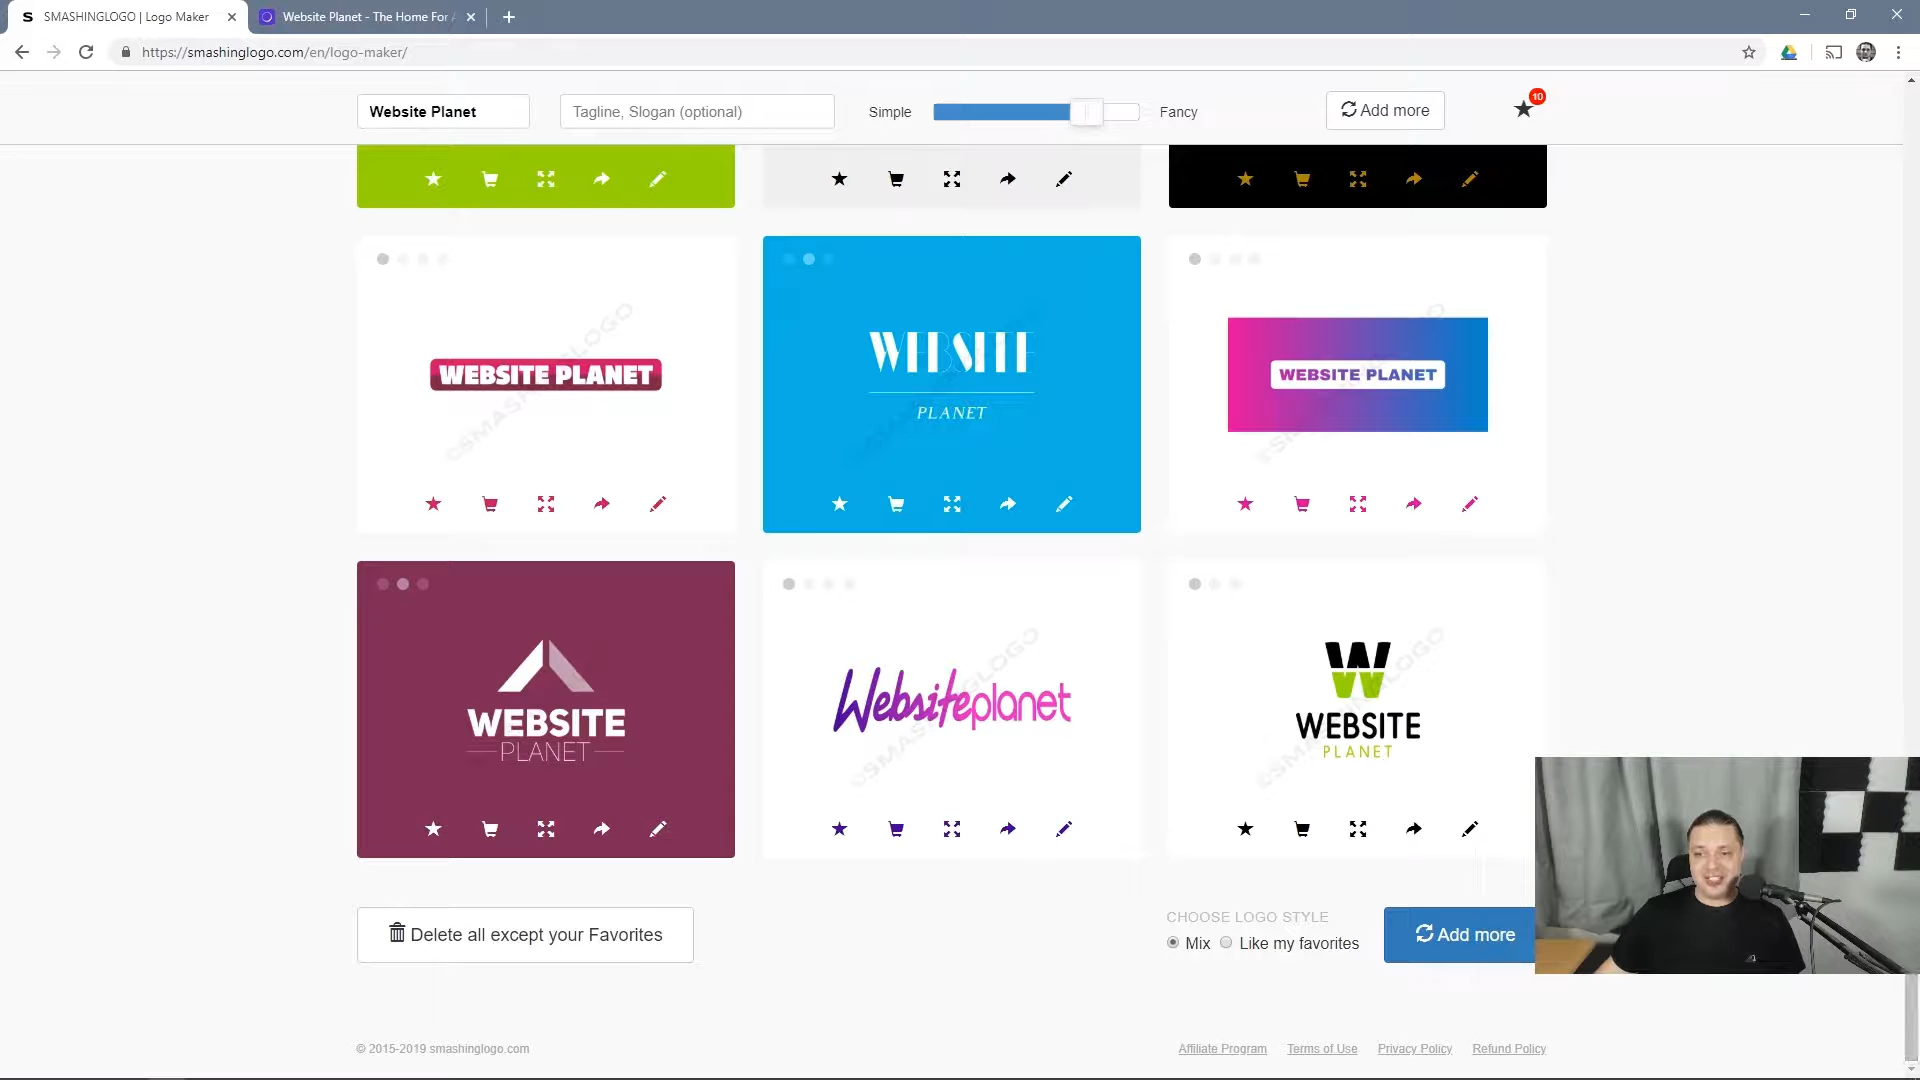 SMASHINGLOGO | Logo Maker
Website Planet - The Home For
https://smashinglogo.com/en/logo-maker/
Website Planet
Tagline, Slogan (optional)
Simple
Fancy
Add more
10
WEBSITE PLANET
©SMASHINGLOGO
WEBSITE
PLANET
WEBSITE PLANET
WEBSITE
PLANET
Websiteplanet
©SMASHINGLOGO
W
WEBSITE
PLANET
Delete all except your Favorites
CHOOSE LOGO STYLE
Mix
Like my favorites
Add more
© 2015-2019 smashinglogo.com
Affiliate Program
Terms of Use
Privacy Policy
Refund Policy